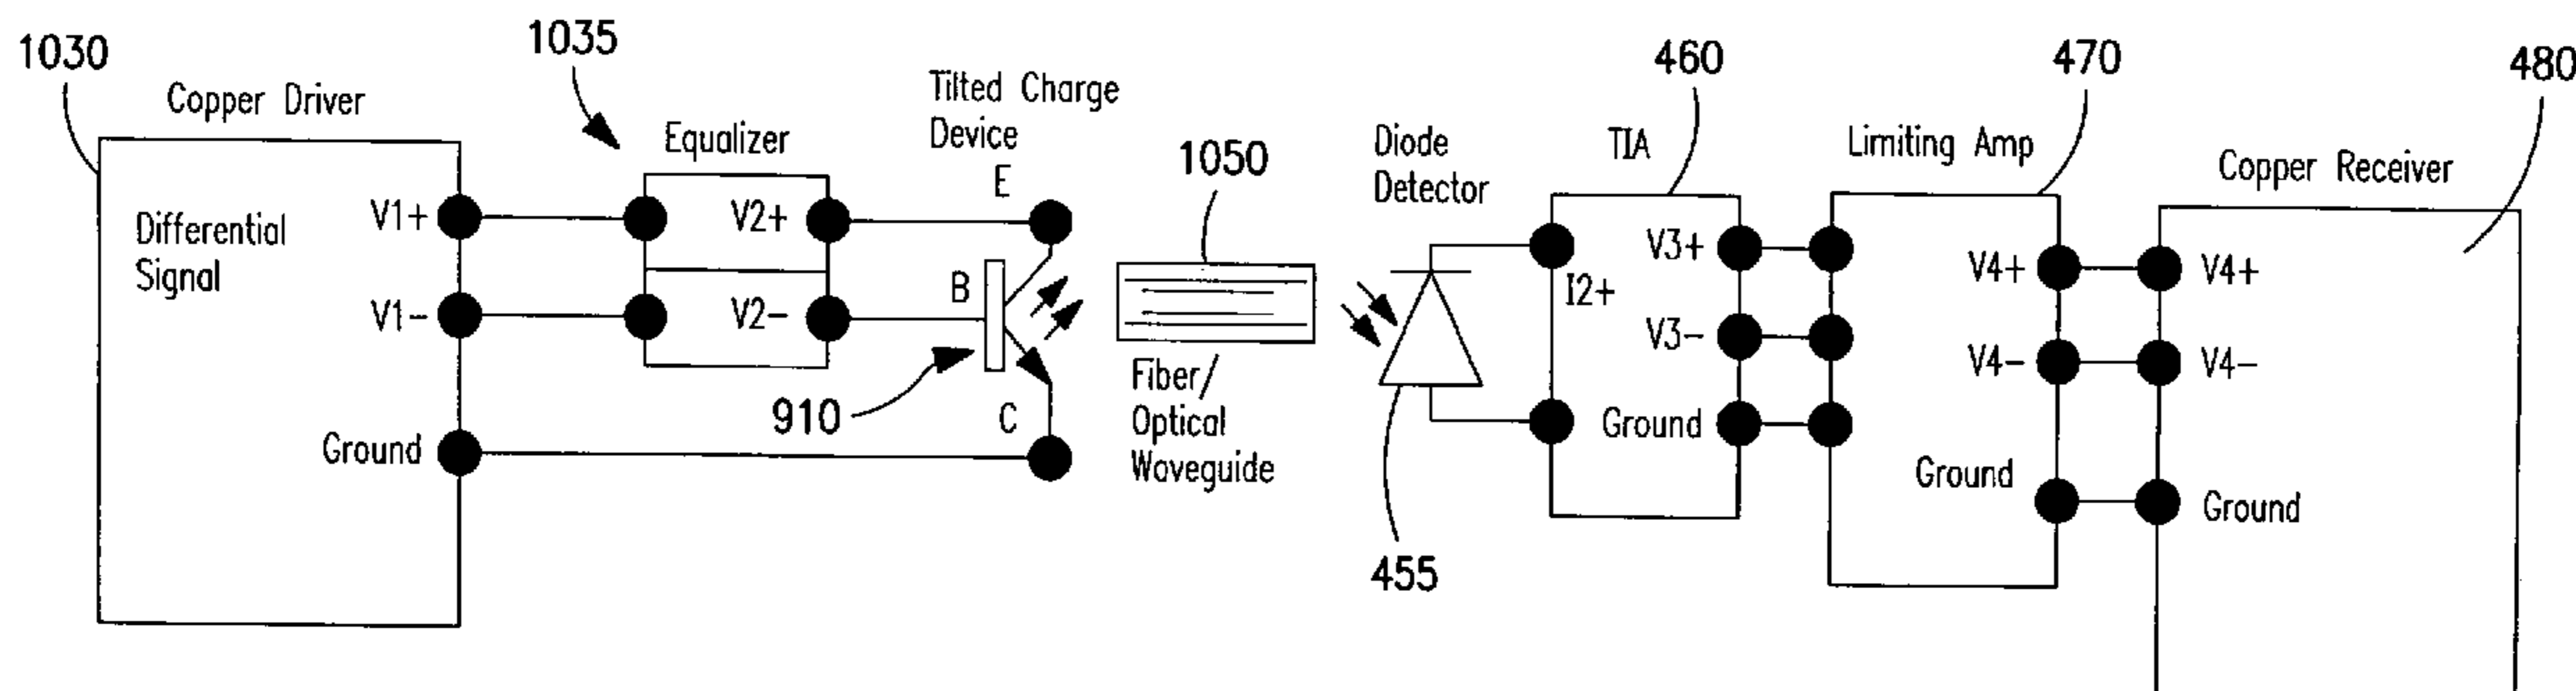 1030
Copper Driver
Differential
Signal
V1+
V1-
Ground
1035
Equalizer
V2+
V2-
Tilted Charge
Device
E
B
C
910
1050
Fiber/
Optical
Waveguide
Diode
Detector
455
460
TIA
I2+
V3+
V3-
Ground
470
Limiting Amp
V4+
V4-
Ground
480
Copper Receiver
V4+
V4-
Ground